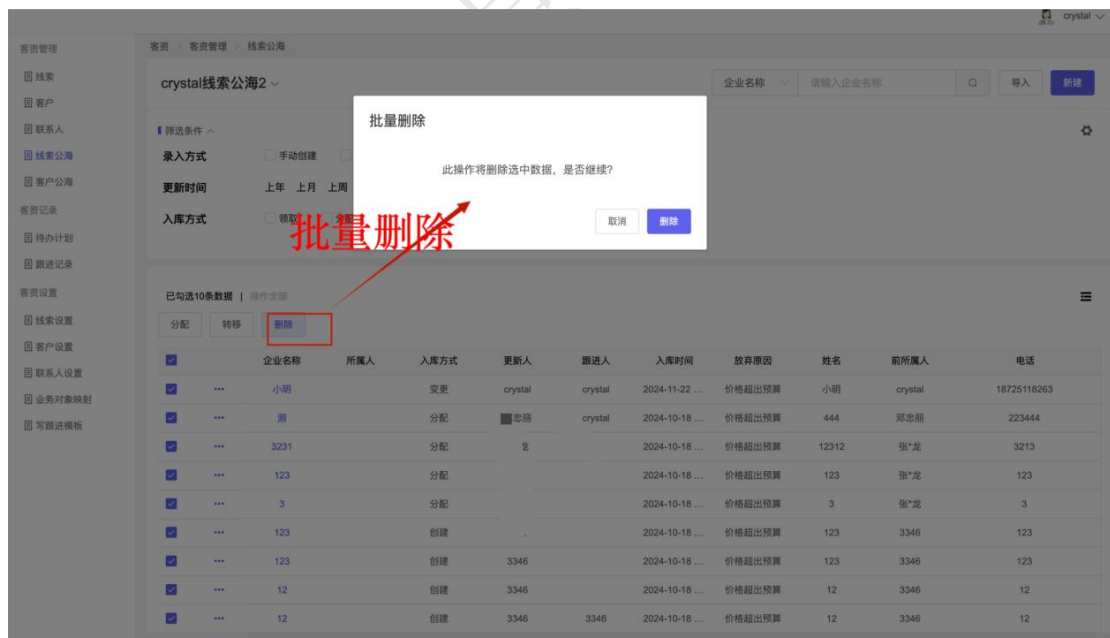 crystal
客资管理
线索
客户
联系人
线索公海
客户公海
客资记录
待办计划
跟进记录
客资设置
线索设置
客户设置
联系人设置
业务对象映射
写跟进模板
客资 > 客资管理 > 线索公海
crystal线索公海2
企业名称 请输入企业名称 导入 新建
筛选条件
录入方式 手动创建
更新时间 上年 上月 上周
入库方式 领取
批量删除
此操作将删除选中数据，是否继续？
取消 删除
批量删除
已勾选10条数据 | 操作全部
分配 转移 删除
企业名称 所属人 入库方式 更新人 跟进人 入库时间 放弃原因 姓名 前所属人 电话
小明 变更 crystal crystal 2024-11-22 ... 价格超出预算 小明 crystal 18725118263
测 分配 忠丽 crystal 2024-10-18 ... 价格超出预算 444 邓忠丽 223444
3231 分配 2024-10-18 ... 价格超出预算 12312 张*龙 3213
123 分配 2024-10-18 ... 价格超出预算 123 张*龙 123
3 分配 2024-10-18 ... 价格超出预算 3 张*龙 3
123 创建 2024-10-18 ... 价格超出预算 123 3346 123
123 创建 3346 2024-10-18 ... 价格超出预算 123 3346 123
12 创建 3346 2024-10-18 ... 价格超出预算 12 3346 12
12 创建 3346 3346 2024-10-18 ... 价格超出预算 12 3346 12